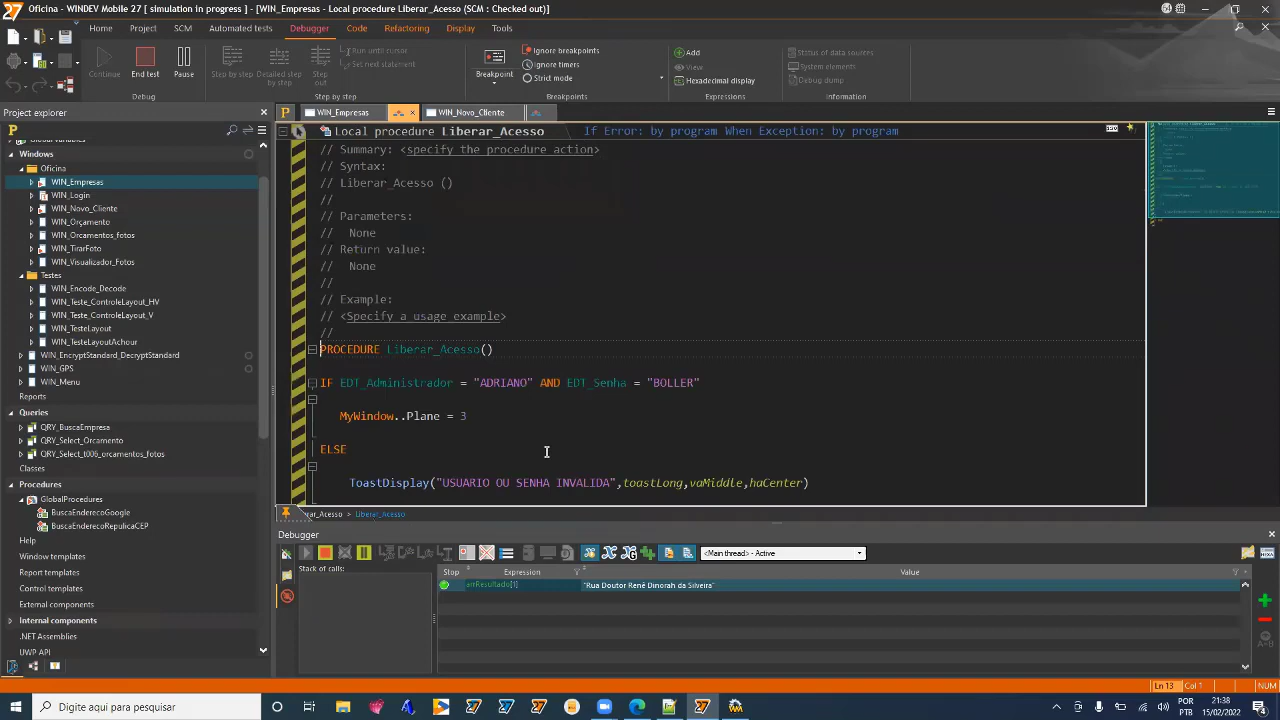 Oficina - WINDEV Mobile 27 [ simulation in progress ] - [WIN_Empresas - Local procedure Liberar_Acesso (SCM : Checked out)]
Home Project SCM Automated tests Debugger Code Refactoring Display Tools
Continue End test Pause Step by step Detailed step by step Step out
Run until cursor
Set next statement
Breakpoint
Ignore breakpoints
Ignore timers
Strict mode
Add
View
Hexadecimal display
Status of data sources
System elements
Debug dump
Debug Step by step Breakpoints Expressions Information
Project explorer
WIN_Empresas WIN_Novo_Cliente
Global variables
Windows
Oficina
WIN_Empresas
WIN_Login
WIN_Novo_Cliente
WIN_Orçamento
WIN_Orcamentos_fotos
WIN_TirarFoto
WIN_Visualizador_Fotos
Testes
WIN_Encode_Decode
WIN_Teste_ControleLayout_HV
WIN_Teste_ControleLayout_V
WIN_TesteLayout
WIN_TesteLayoutAchour
WIN_EncryptStandard_DecryptStandard
WIN_GPS
WIN_Menu
Reports
Queries
QRY_BuscaEmpresa
QRY_Select_Orcamento
QRY_Select_t006_orcamentos_fotos
Classes
Procedures
GlobalProcedures
BuscaEnderecoGoogle
BuscaEnderecoRepulicaCEP
Help
Window templates
Report templates
Control templates
External components
Internal components
.NET Assemblies
UWP API
Local procedure Liberar_Acesso If Error: by program When Exception: by program
// Summary: <specify the procedure action>
// Syntax:
// Liberar_Acesso ()
//
// Parameters:
// None
// Return value:
// None
//
// Example:
// <Specify a usage example>
//
PROCEDURE Liberar_Acesso()
IF EDT_Administrador = "ADRIANO" AND EDT_Senha = "BOLLER"
MyWindow..Plane = 3
ELSE
ToastDisplay("USUARIO OU SENHA INVALIDA",toastLong,vaMiddle,haCenter)
erar_Acesso > Liberar_Acesso
Debugger
<Main thread> - Active
Stack of calls:
Stop Expression Value
arrResultado[1] "Rua Doutor Renê Dinorah da Silveira"
Ln 13 Col 1 NUM
Digite aqui para pesquisar
POR
PTB2
21:38
15/02/2022